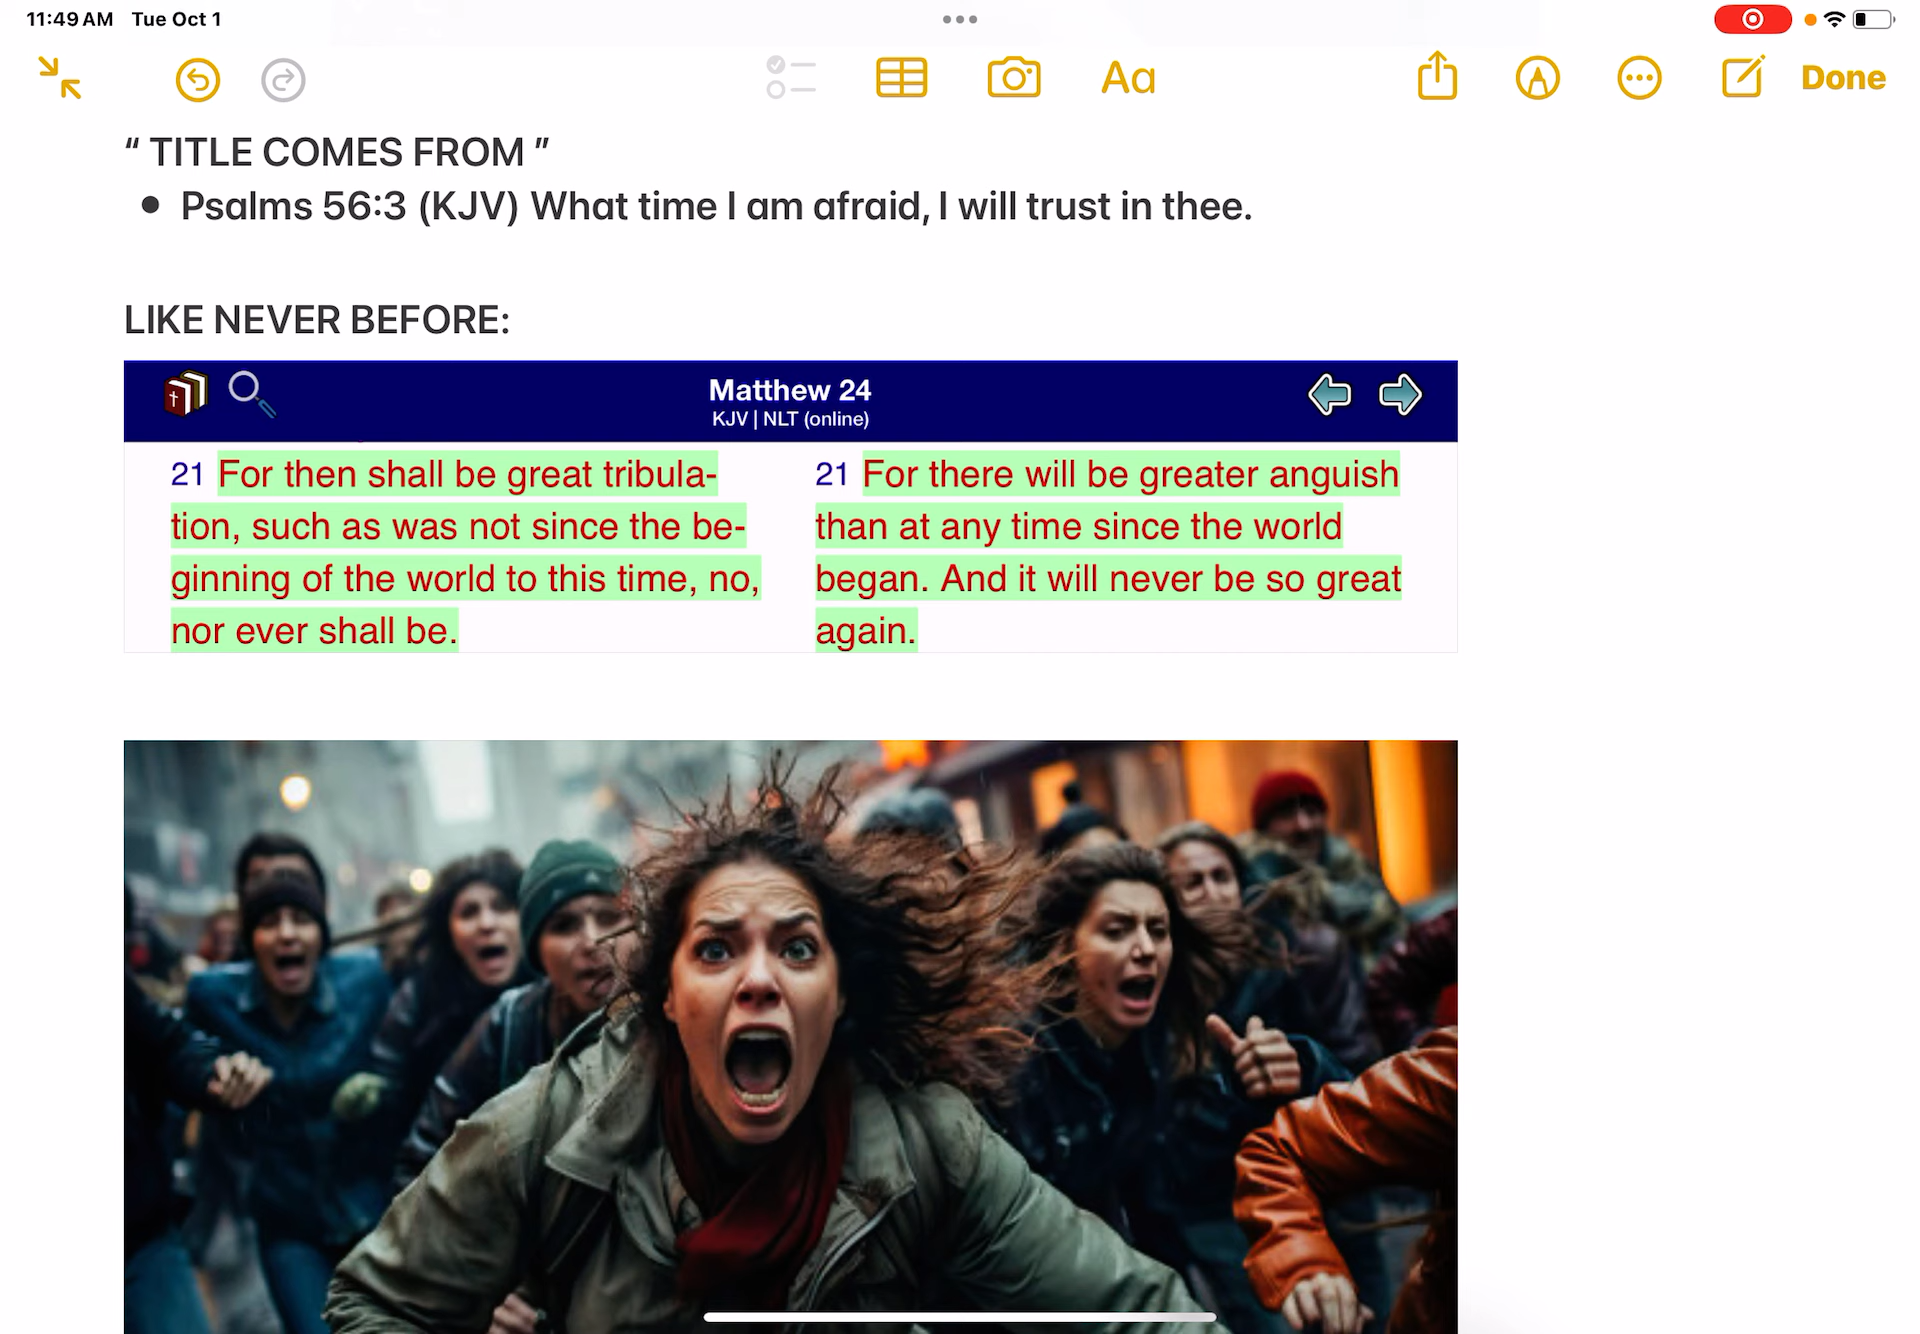 11:49 AM Tue Oct 1
Aa
Done
“ TITLE COMES FROM ”
• Psalms 56:3 (KJV) What time I am afraid, I will trust in thee.
LIKE NEVER BEFORE:
Matthew 24
KJV | NLT (online)
21 For then shall be great tribula-
tion, such as was not since the be-
ginning of the world to this time, no,
nor ever shall be.
21 For there will be greater anguish
than at any time since the world
began. And it will never be so great
again.